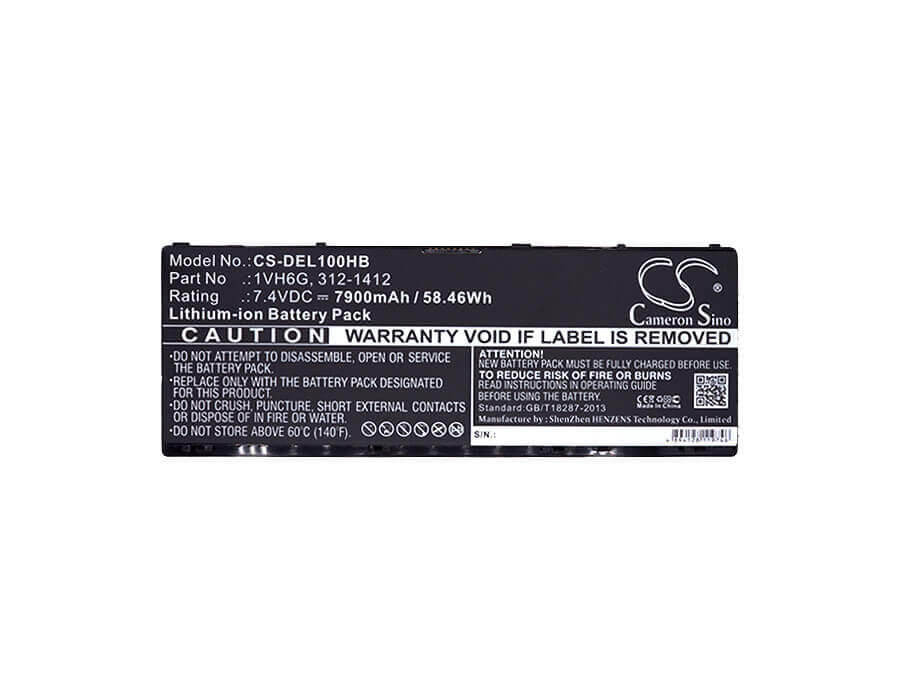 Model No.:CS-DEL100HB
Part No :1VH6G, 312-1412
Rating :7.4VDC ⎓ 7900mAh / 58.46Wh
Lithium-ion Battery Pack
CS
Cameron Sino
CAUTION WARRANTY VOID IF LABEL IS REMOVED
•DO NOT ATTEMPT TO DISASSEMBLE, OPEN OR SERVICE
THE BATTERY PACK.
•REPLACE ONLY WITH THE BATTERY PACK DESIGNATED
FOR THIS PRODUCT.
•DO NOT CRUSH, PUNCTURE, SHORT EXTERNAL CONTACTS
OR DISPOSE OF IN FIRE OR WATER.
•DO NOT STORE ABOVE 60℃ (140℉).
ATTENTION!
NEW BATTERY PACK MUST BE FULLY CHARGED BEFORE USE
TO REDUCE RISK OF FIRE OR BURNS
READ INSTRUCTIONS IN OPERATING GUIDE
BEFORE USING.
Standard:GB/T18287-2013
Made In China
Manufacture by : ShenZhen HENZENS Technology Co., Limited
S/N.: